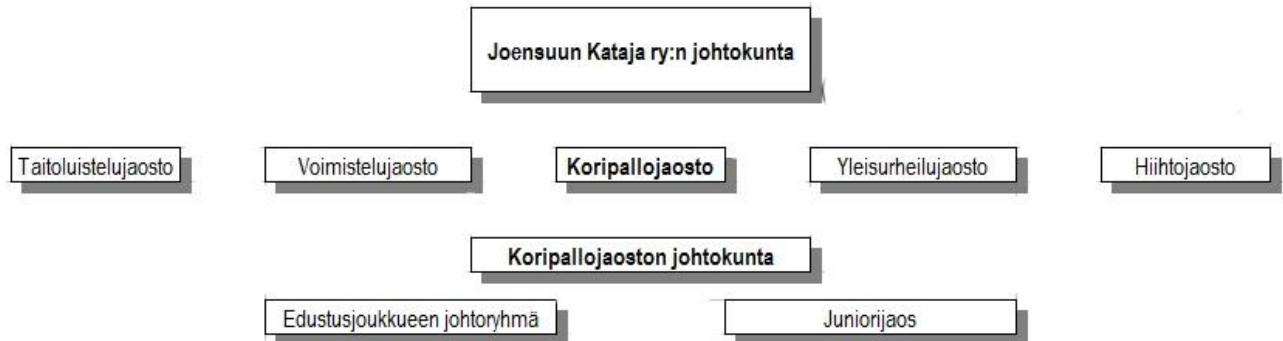 Joensuun Kataja ry:n johtokunta
Taitoluistelujaosto
Voimistelujaosto
Koripallojaosto
Yleisurheilujaosto
Hiihtojaosto
Koripallojaoston johtokunta
Edustusjoukkueen johtoryhmä
Juniorijaos